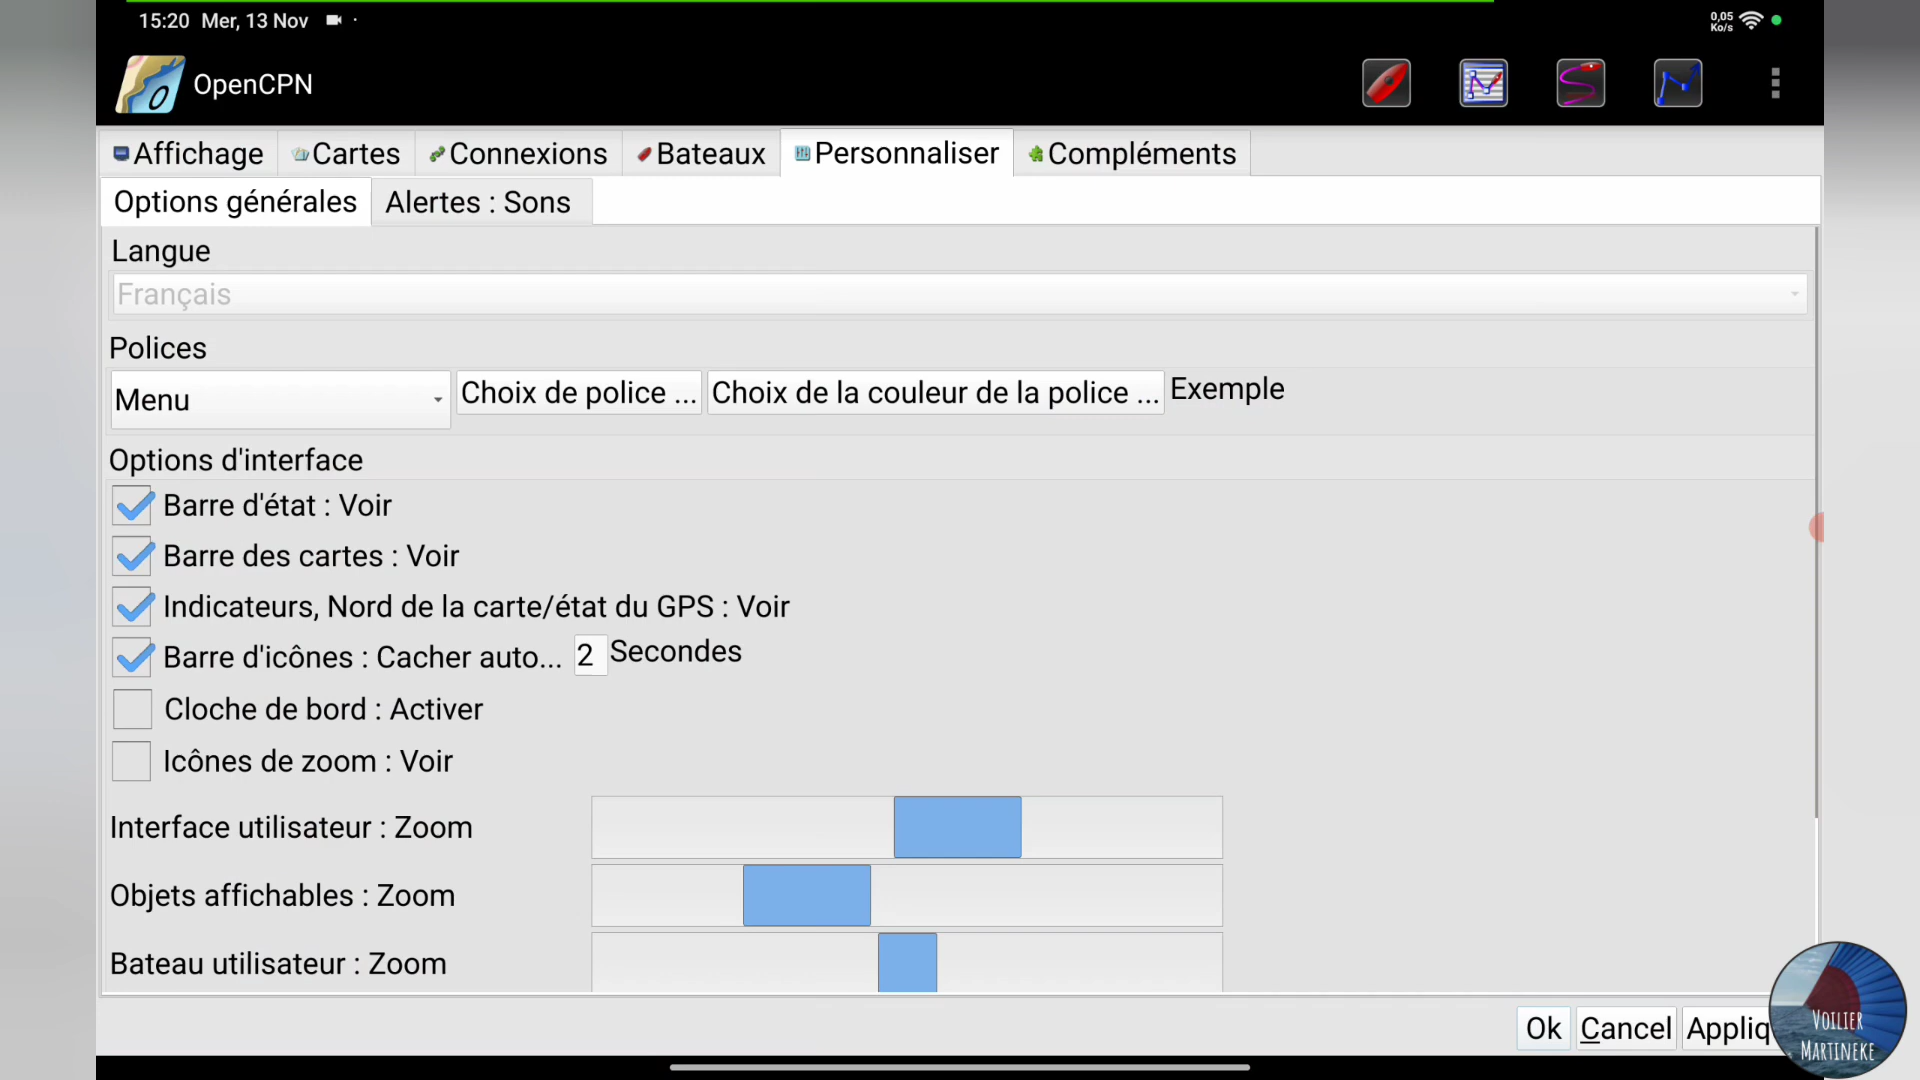 15:20 Mer, 13 Nov
0,05
Ko/s
OpenCPN
Affichage Cartes Connexions Bateaux Personnaliser Compléments
Options générales Alertes : Sons
Langue
Français
Polices
Menu Choix de police ... Choix de la couleur de la police ... Exemple
Options d'interface
Barre d'état : Voir
Barre des cartes : Voir
Indicateurs, Nord de la carte/état du GPS : Voir
Barre d'icônes : Cacher auto... 2 Secondes
Cloche de bord : Activer
Icônes de zoom : Voir
Interface utilisateur : Zoom
Objets affichables : Zoom
Bateau utilisateur : Zoom
Ok Cancel Appliq
VOILIER
MARTINEKE